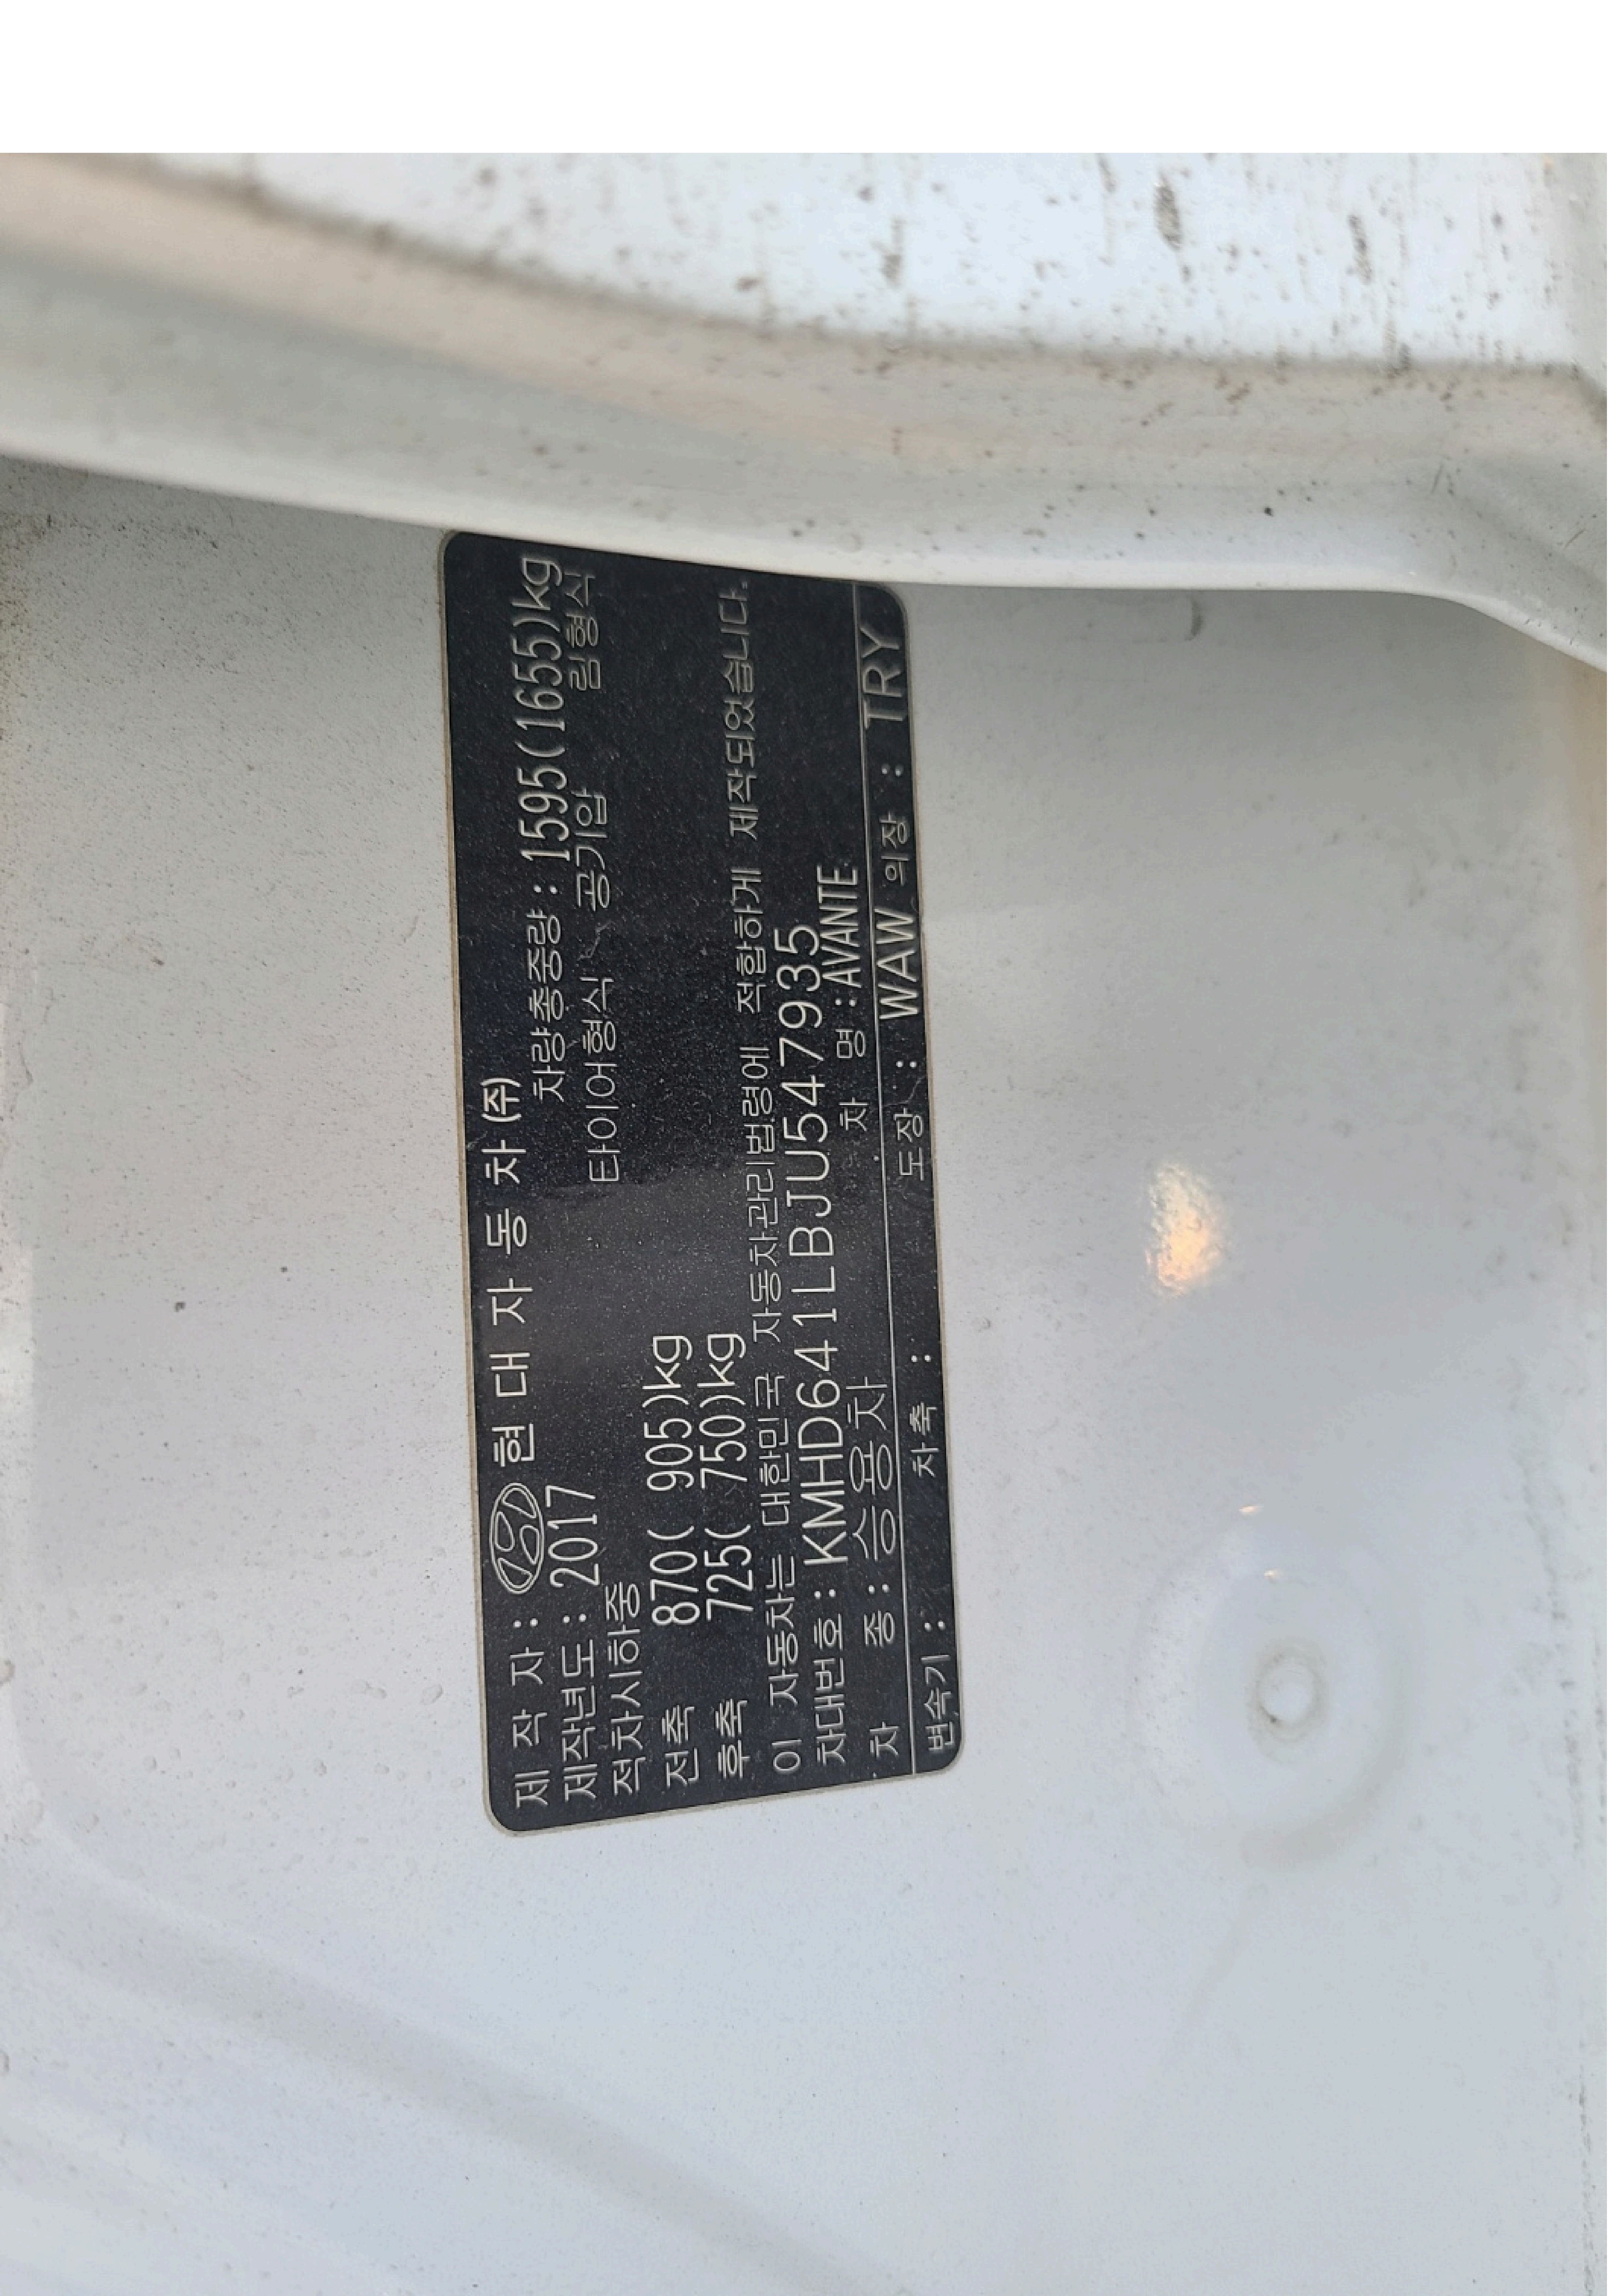 제 작 자 : 현 대 자 동 차 (주)
제작년도 : 2017 차량총중량 : 1595(1655)kg
적차시하중 타이어형식 공기압 림형식
전축 870( 905)kg
후축 725( 750)kg
이 자동차는 대한민국 자동차관리법령에 적합하게 제작되었습니다.
차대번호 : KMHD641LBJU547935
차 종 : 승용차 차 명 : AVANTE
변속기 : 차축 : 도장 : WAW 의장 : TRY